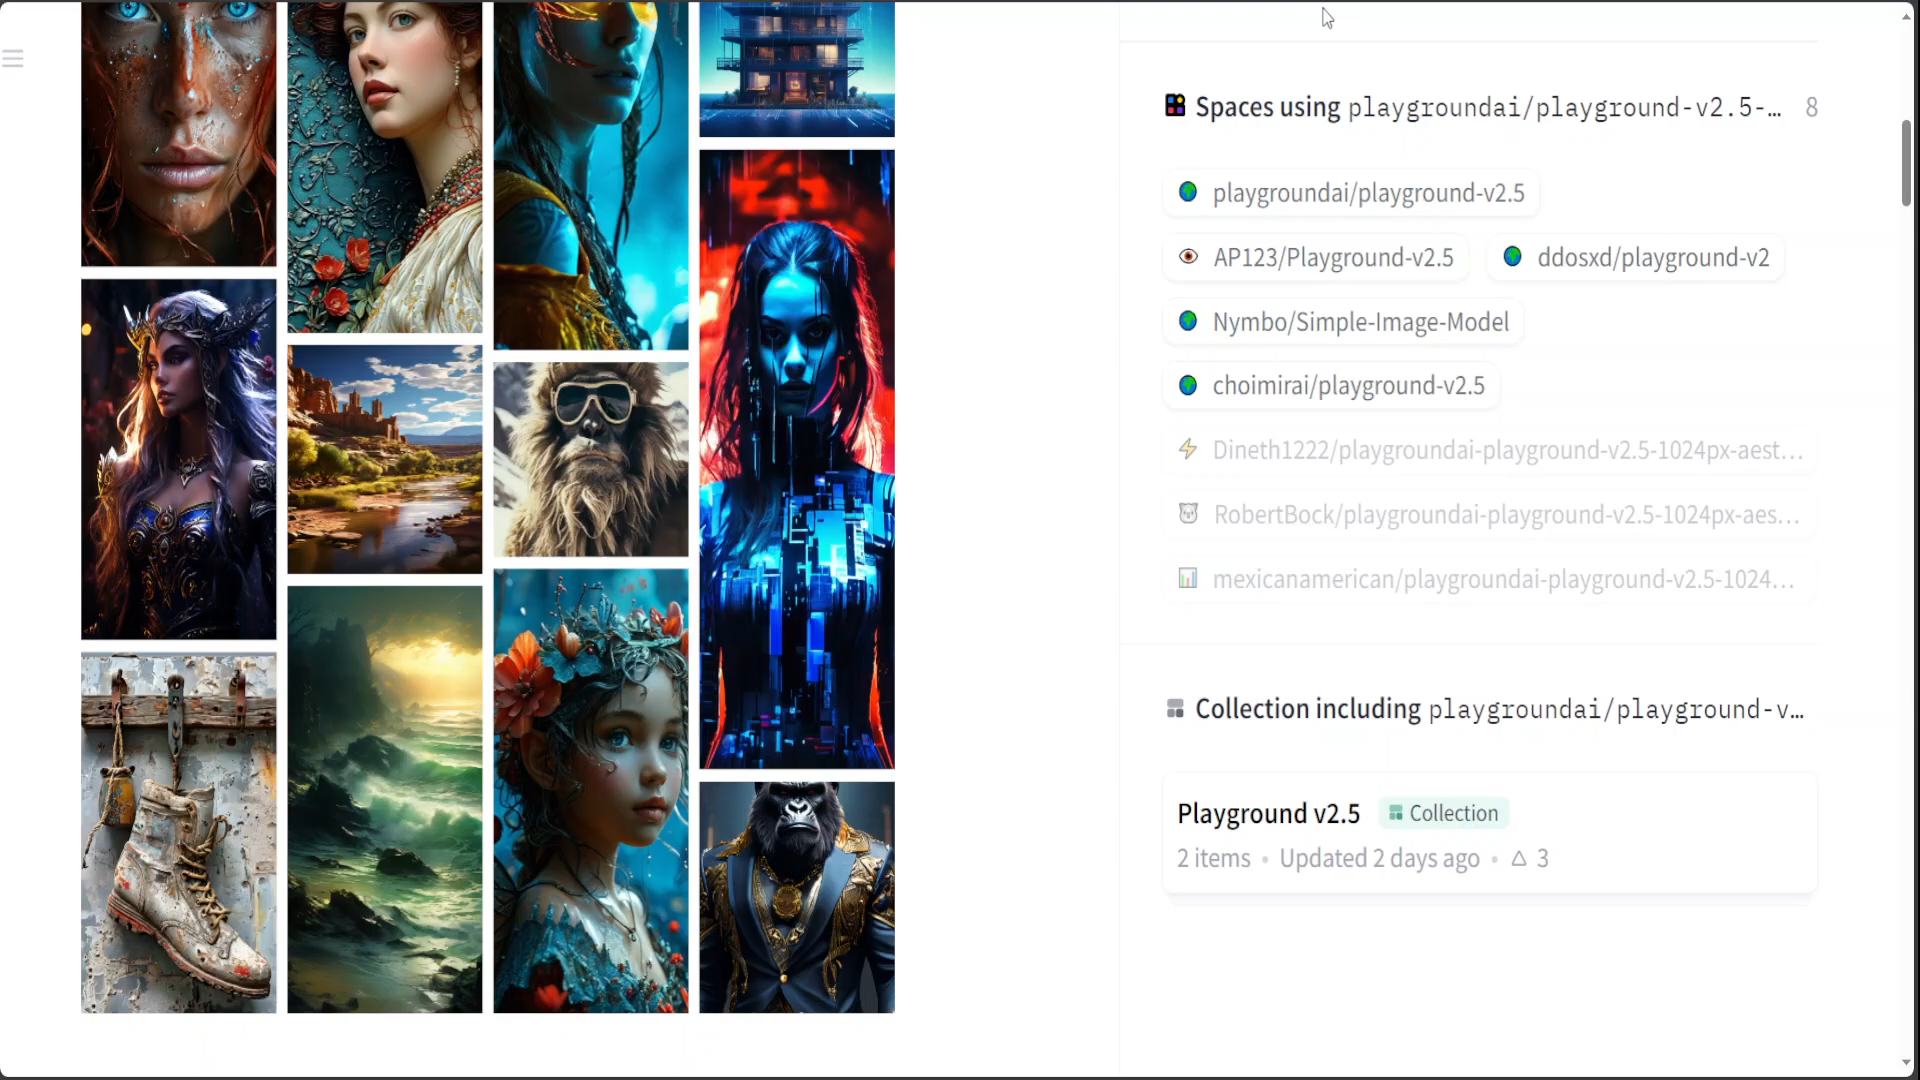 Spaces using playgroundai/playground-v2.5-... 8
playgroundai/playground-v2.5
AP123/Playground-v2.5 ddosxd/playground-v2
Nymbo/Simple-Image-Model
choimirai/playground-v2.5
Dineth1222/playgroundai-playground-v2.5-1024px-aest...
RobertBock/playgroundai-playground-v2.5-1024px-aes...
mexicanamerican/playgroundai-playground-v2.5-1024...
Collection including playgroundai/playground-v...
Playground v2.5 Collection
2 items • Updated 2 days ago • △ 3